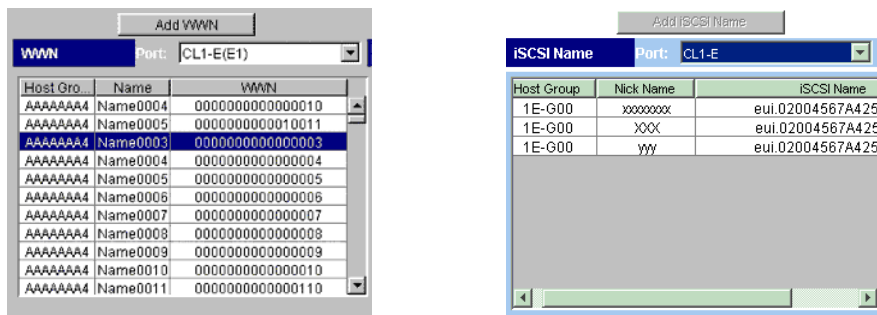 Add WWN
WWN Port: CL1-E(E1)
Host Gro... Name WWN
AAAAAAA4 Name0004 0000000000000010
AAAAAAA4 Name0005 0000000000010011
AAAAAAA4 Name0003 0000000000000003
AAAAAAA4 Name0004 0000000000000004
AAAAAAA4 Name0005 0000000000000005
AAAAAAA4 Name0006 0000000000000006
AAAAAAA4 Name0007 0000000000000007
AAAAAAA4 Name0008 0000000000000008
AAAAAAA4 Name0009 0000000000000009
AAAAAAA4 Name0010 0000000000000010
AAAAAAA4 Name0011 0000000000000110
Add iSCSI Name
iSCSI Name Port: CL1-E
Host Group Nick Name iSCSI Name
1E-G00 xxxxxxxx eui.02004567A425
1E-G00 XXX eui.02004567A425
1E-G00 yyy eui.02004567A425